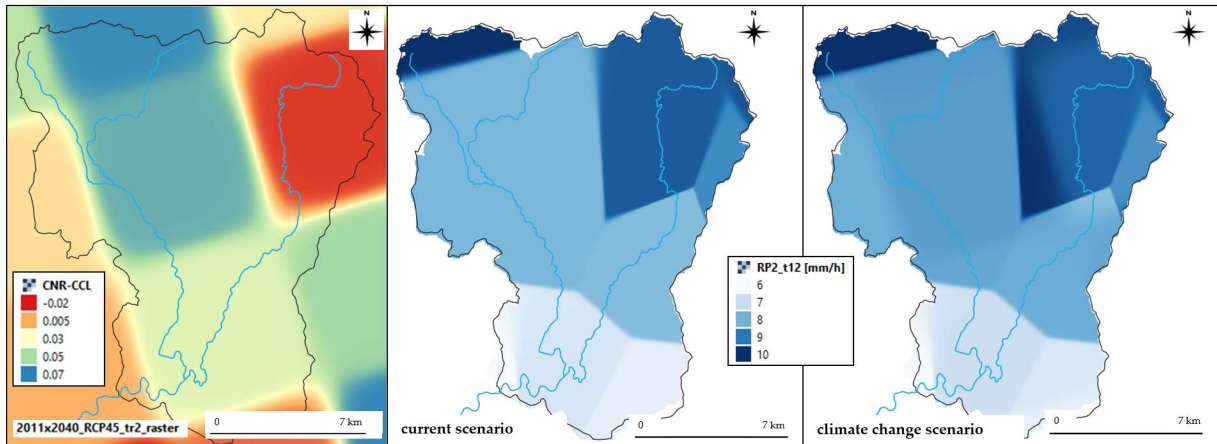 N
CNR-CCL
-0.02
0.005
0.03
0.05
0.07
2011x2040_RCP45_tr2_raster
0 7 km
N
current scenario
0 7 km
RP2_t12 [mm/h]
6
7
8
9
10
N
climate change scenario
0 7 km